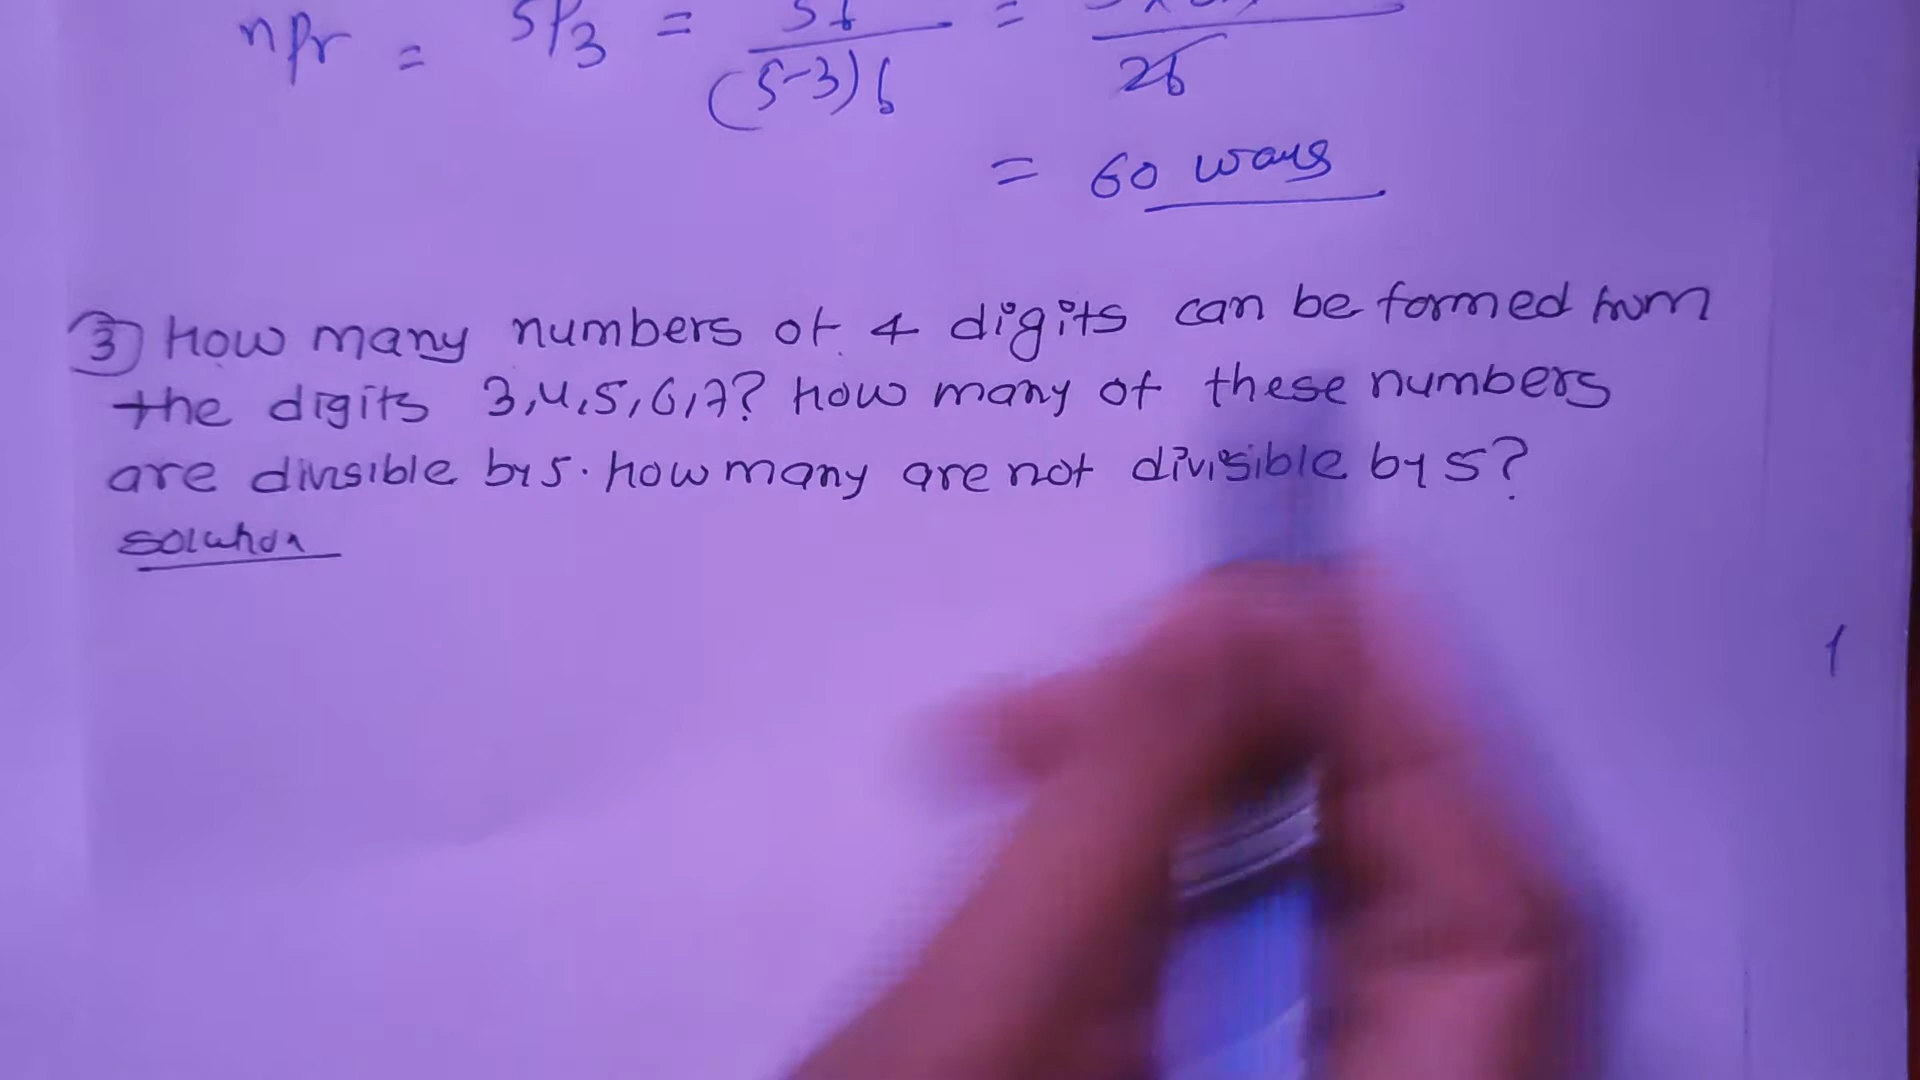 nPr = 5P3 = =
(5-3)! 2!
= 60 ways
③ How many numbers of 4 digits can be formed from
the digits 3,4,5,6,7? how many of these numbers
are divisible by 5. how many are not divisible by 5?
solution